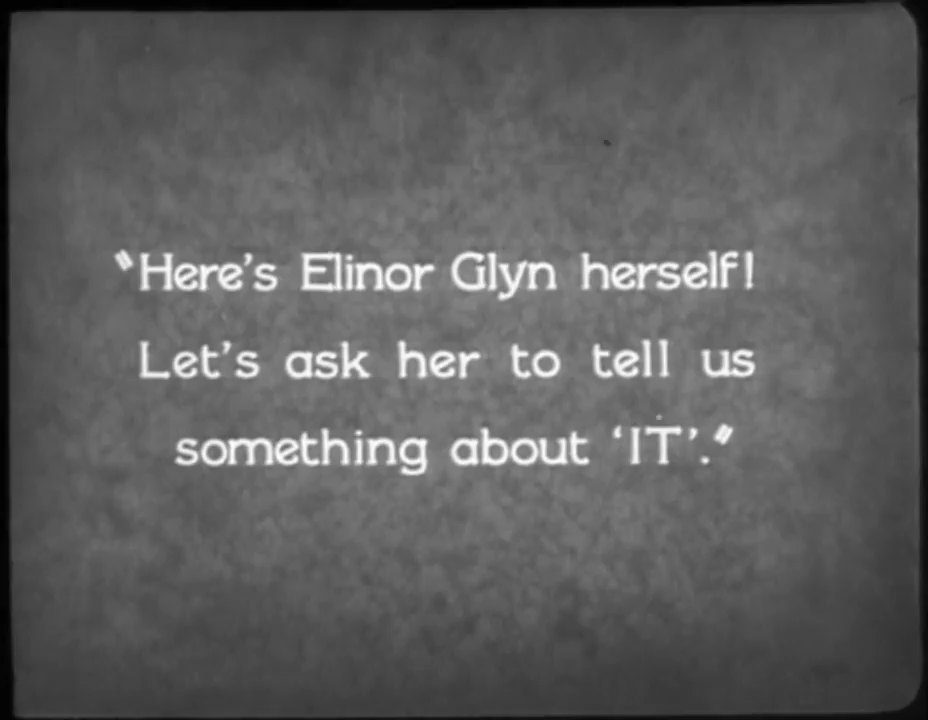 “Here's Elinor Glyn herself!
Let's ask her to tell us
something about ‘IT’.”